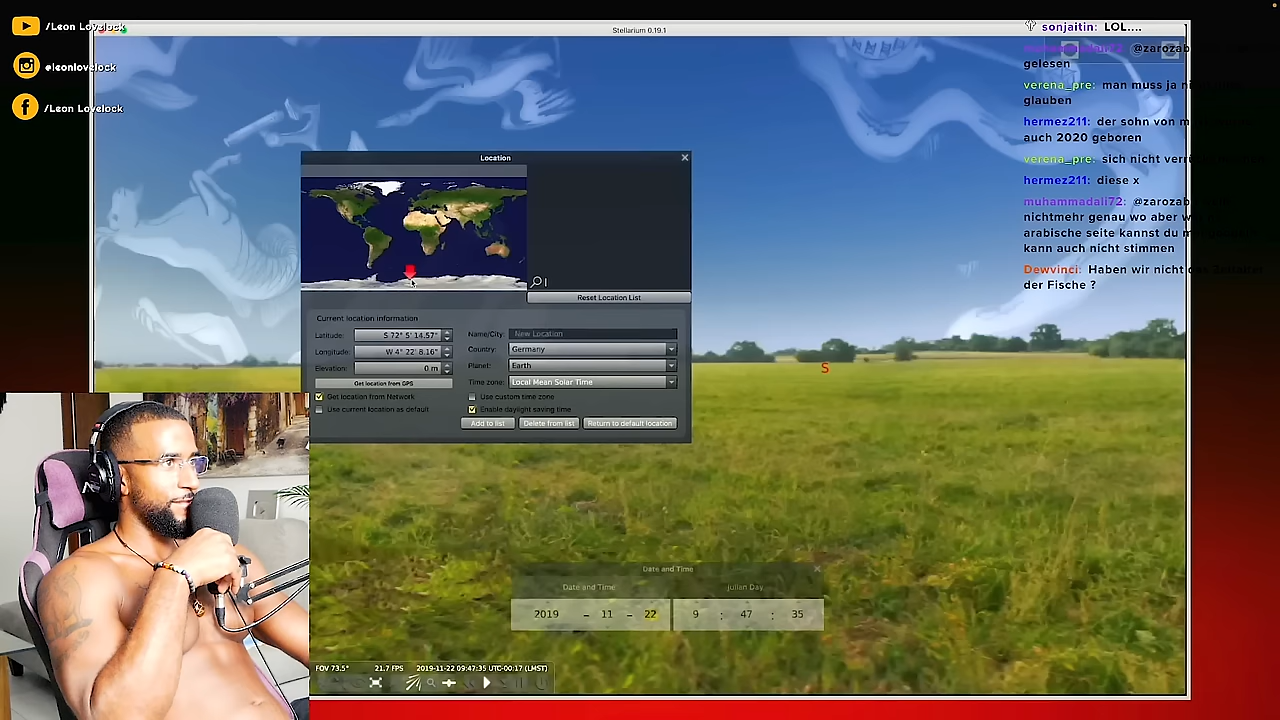 /Leon Lovelock
@leonlovelock
/Leon Lovelock
Stellarium 0.19.1
Location
Reset Location List
Current location information
Latitude: S 72° 5' 14.57"
Longitude: W 4° 22' 8.16"
Elevation: 0 m
Get location from GPS
Get location from Network
Use current location as default
Name/City: New Location
Country: Germany
Planet: Earth
Time zone: Local Mean Solar Time
Use custom time zone
Enable daylight saving time
Add to list
Delete from list
Return to default location
S
Date and Time
Date and Time
Julian Day
2019 - 11 - 22
9 : 47 : 35
FOV 73.5°
21.7 FPS
2019-11-22 09:47:35 UTC-00:17 (LMST)
sonjaitin: LOL....
muhammadali72: @zarozab
gelesen
verena_pre: man muss ja
glauben
hermez211: der sohn von
auch 2020 geboren
verena_pre: sich nicht
hermez211: diese x
muhammadali72: @zarozab
nichtmehr genau wo aber
arabische seite kannst du
kann auch nicht stimmen
Dewvinci: Haben wir nicht
der Fische ?